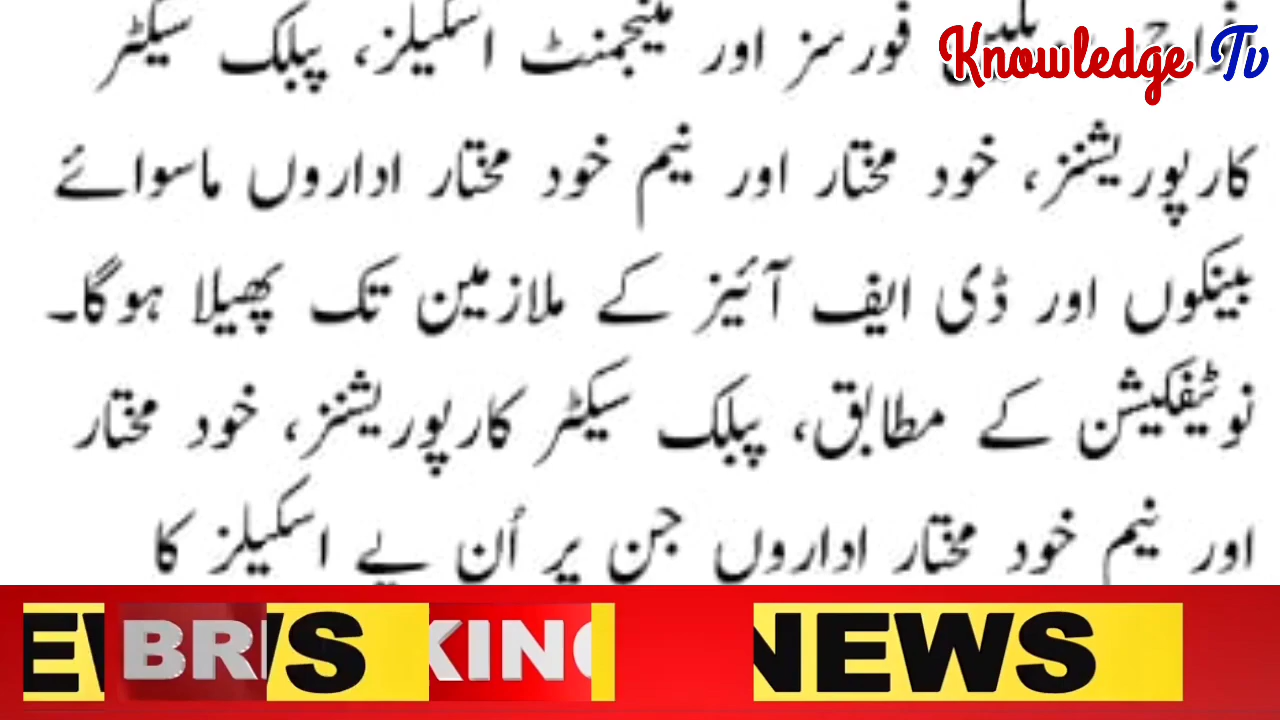 فورسز اور مینجمنٹ اسکیلز، پبلک سیکٹر
Knowledge Tv
کارپوریشنز، خود مختار اور نیم خود مختار اداروں ماسوائے
بینکوں اور ڈی ایف آئیز کے ملازمین تک پھیلا ہوگا۔
نوٹیفکیشن کے مطابق، پبلک سیکٹر کارپوریشنز، خود مختار
اور نیم خود مختار اداروں جن پر اُن پے اسکیلز کا
NEWS